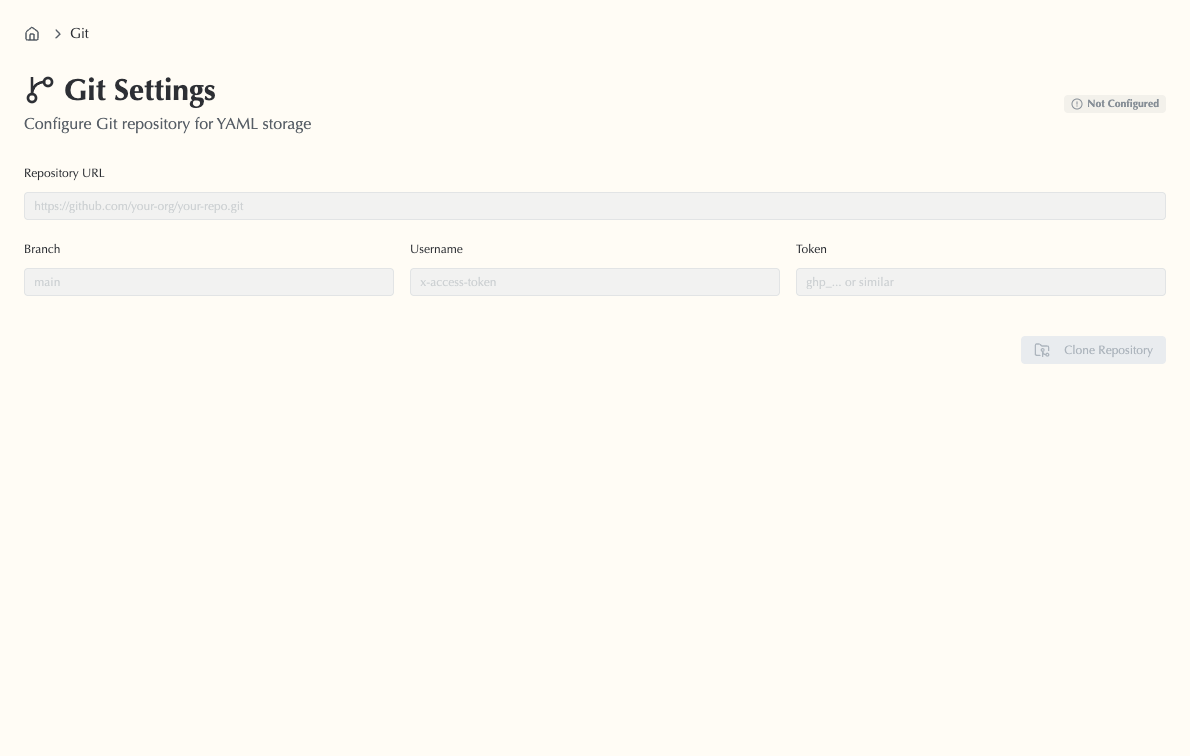 Git
Git Settings
Not Configured
Configure Git repository for YAML storage
Repository URL
https://github.com/your-org/your-repo.git
Branch Username Token
main x-access-token ghp_... or similar
Clone Repository